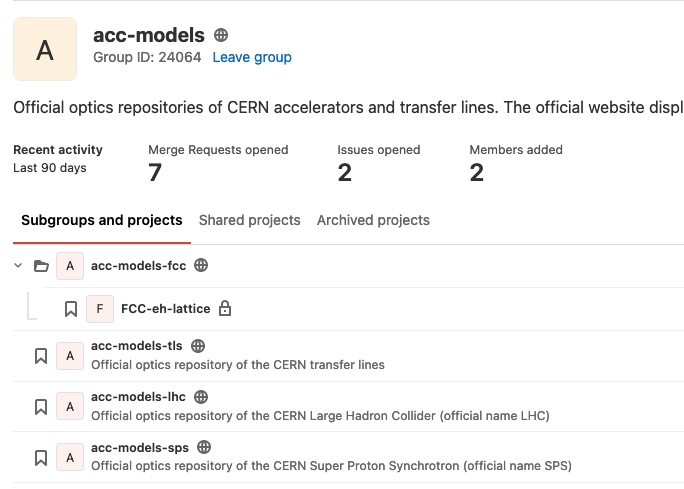 A
acc-models
Group ID: 24064 Leave group
Official optics repositories of CERN accelerators and transfer lines. The official website displ
Recent activity
Last 90 days
Merge Requests opened
7
Issues opened
2
Members added
2
Subgroups and projects Shared projects Archived projects
A acc-models-fcc
F FCC-eh-lattice
A acc-models-tls
Official optics repository of the CERN transfer lines
A acc-models-lhc
Official optics repository of the CERN Large Hadron Collider (official name LHC)
A acc-models-sps
Official optics repository of the CERN Super Proton Synchrotron (official name SPS)